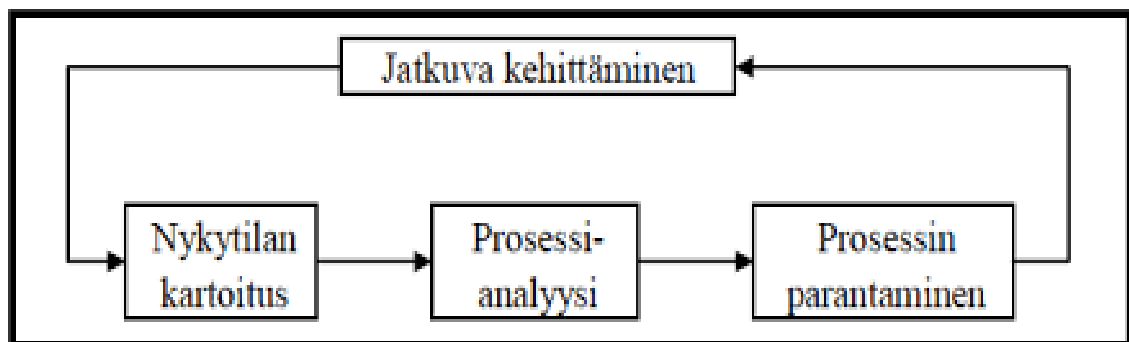 Jatkuva kehittäminen
Nykytilan
kartoitus
Prosessi-
analyysi
Prosessin
parantaminen